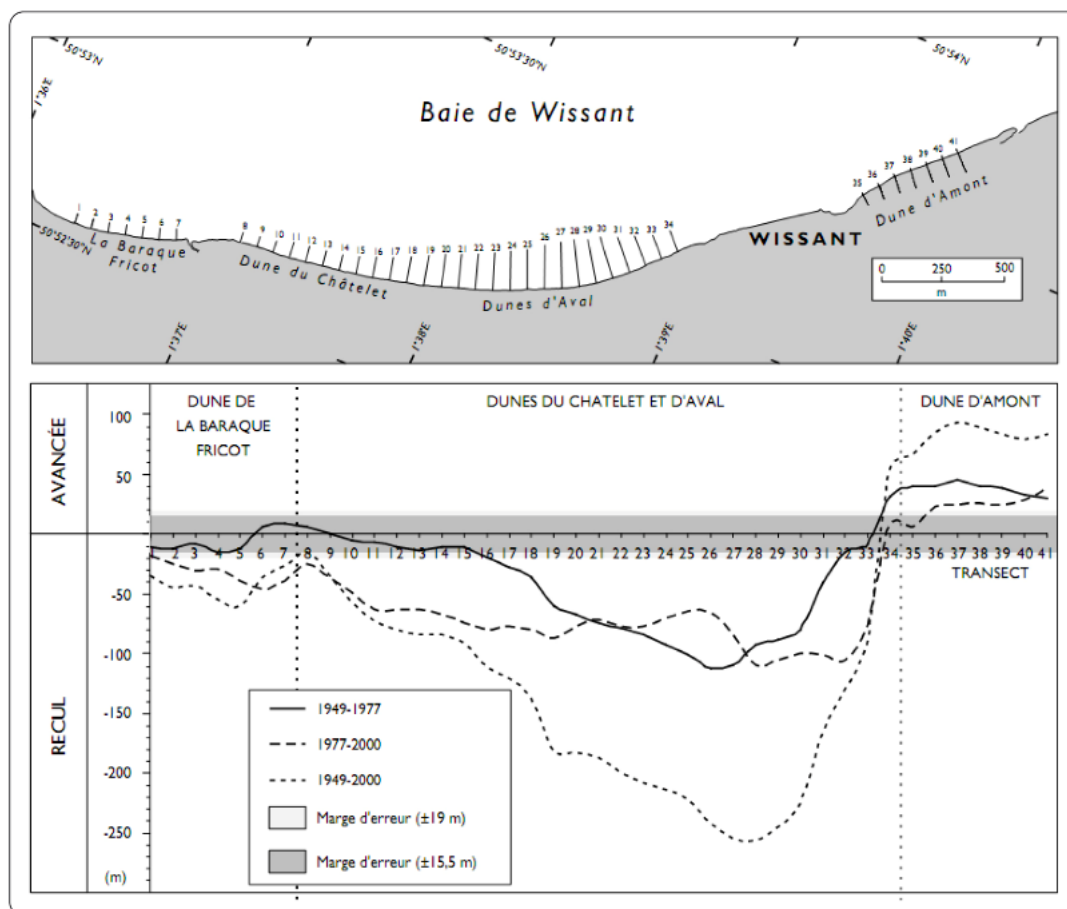 50°53'N
50°53'30"N
50°54'N
1°36'E
Baie de Wissant
1 2 3 4 5 6 7
8 9 10 11 12 13 14 15 16 17 18 19 20 21 22 23 24 25 26 27 28 29 30 31 32 33 34
35 36 37 38 39 40 41
50°52'30"N
La Baraque
Fricot
Dune du Châtelet
Dunes d'Aval
WISSANT
Dune d'Amont
0 250 500
m
1°37'E
1°38'E
1°39'E
1°40'E
AVANCÉE
RECUL
DUNE DE
LA BARAQUE
FRICOT
DUNES DU CHATELET ET D'AVAL
DUNE D'AMONT
100
50
-50
-100
-150
-200
-250
(m)
1 2 3 4 5 6 7 8 9 10 11 12 13 14 15 16 17 18 19 20 21 22 23 24 25 26 27 28 29 30 31 32 33 34 35 36 37 38 39 40 41
TRANSECT
1949-1977
1977-2000
1949-2000
Marge d'erreur (±19 m)
Marge d'erreur (±15,5 m)